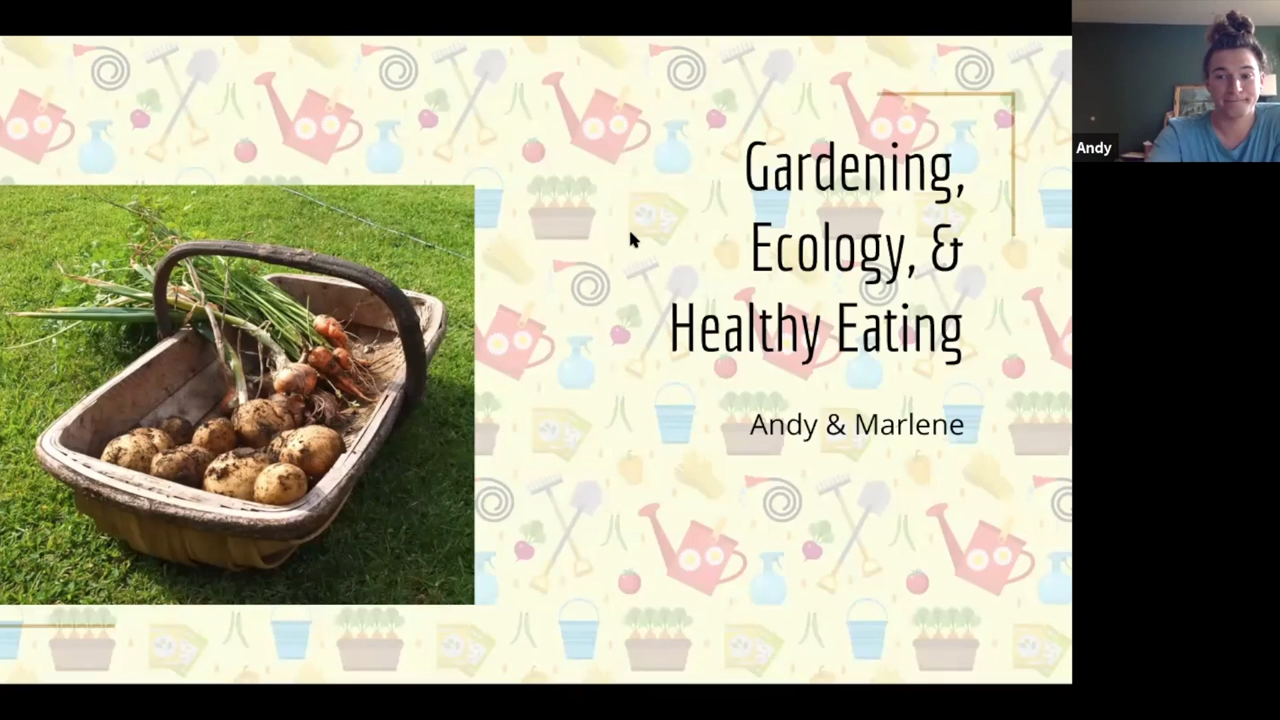 Gardening,
Ecology, &
Healthy Eating
Andy & Marlene
Andy